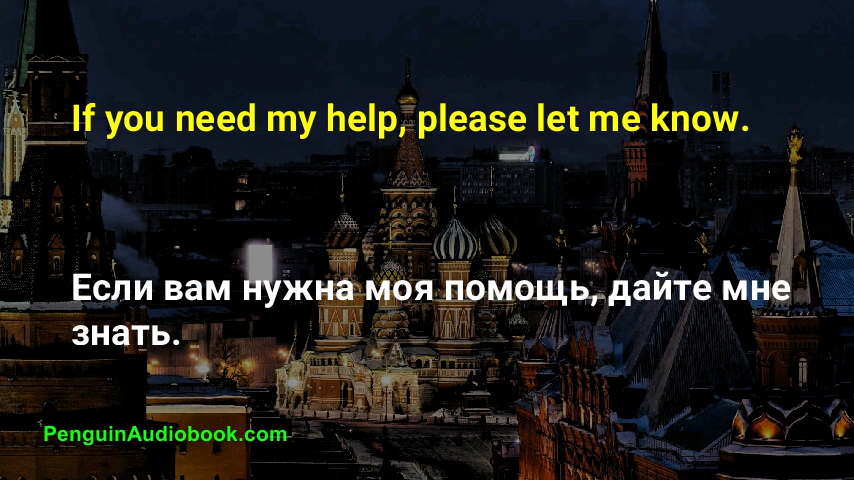 If you need my help, please let me know.
Если вам нужна моя помощь, дайте мне
знать.
PenguinAudiobook.com